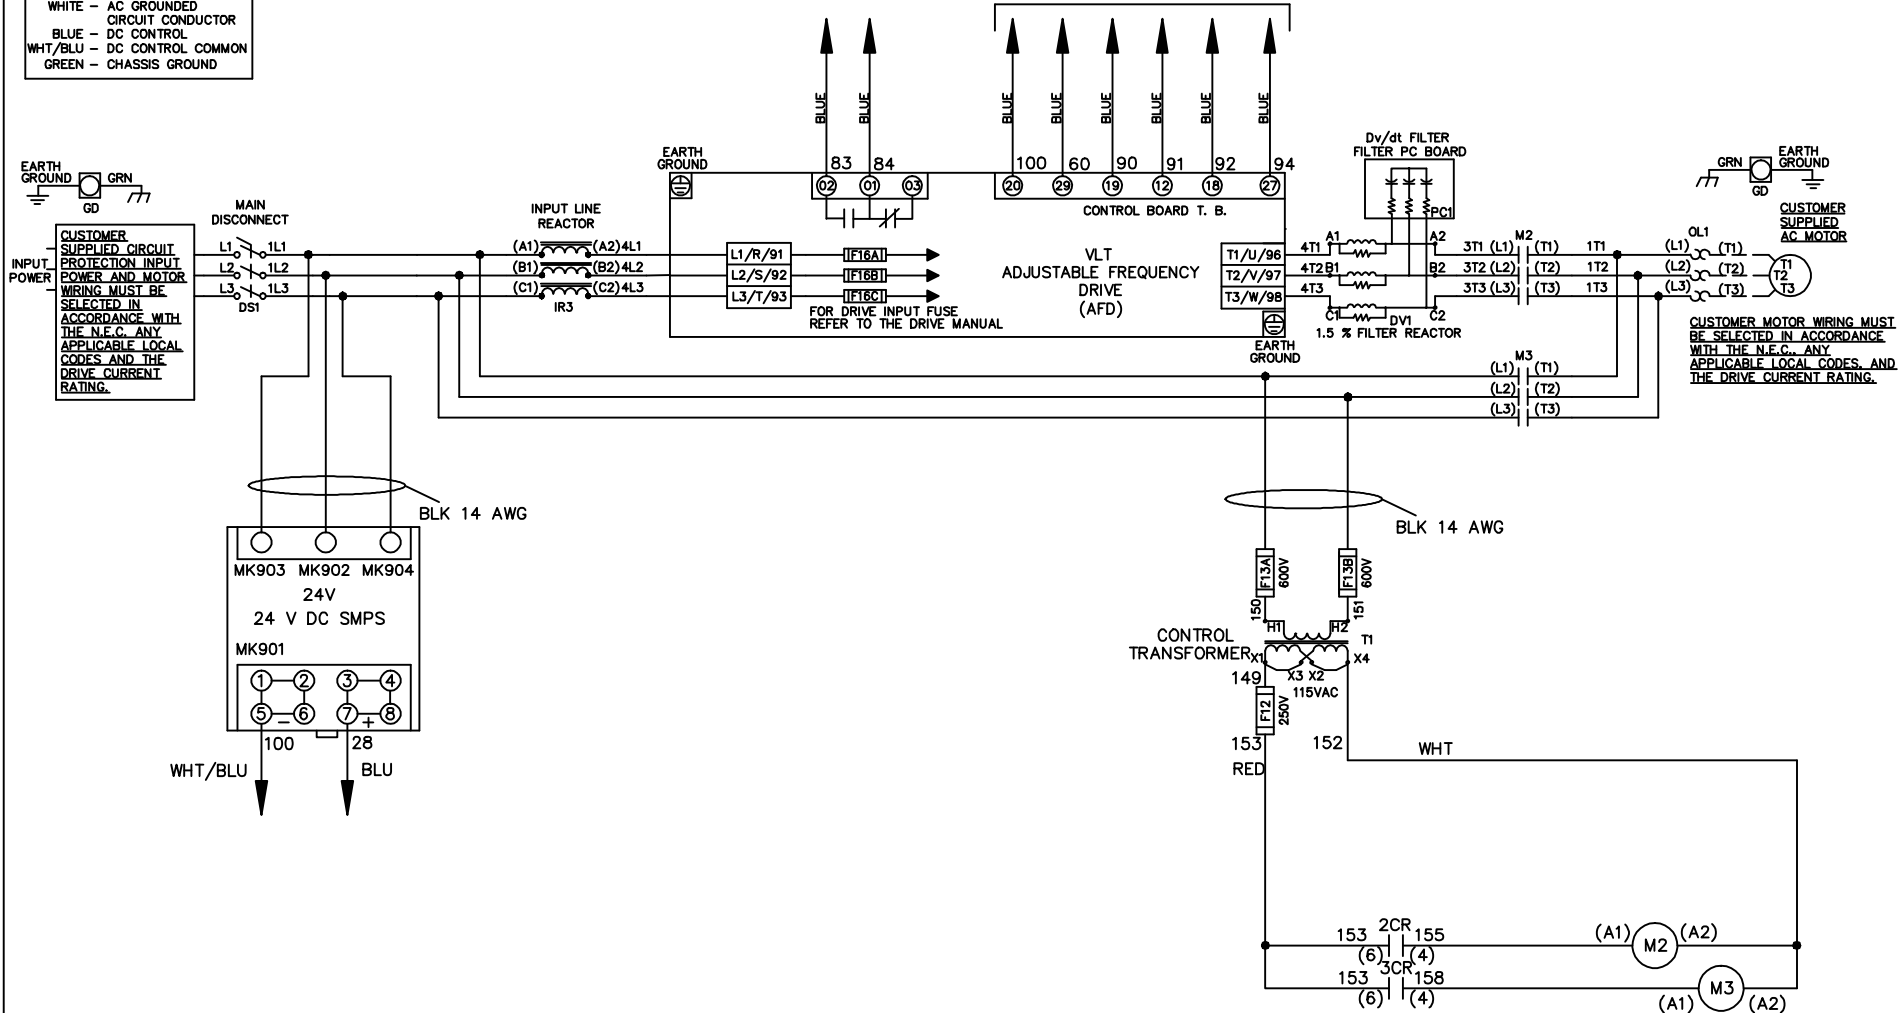 WHITE – AC GROUNDED
CIRCUIT CONDUCTOR
BLUE – DC CONTROL
WHT/BLU – DC CONTROL COMMON
GREEN – CHASSIS GROUND
BLUE
BLUE
BLUE
BLUE
BLUE
BLUE
BLUE
BLUE
83
84
100
60
90
91
92
94
02
01
03
20
29
19
12
18
27
CONTROL BOARD T. B.
EARTH
GROUND
GRN
GD
EARTH
GROUND
Dv/dt FILTER
FILTER PC BOARD
PC1
GRN
EARTH
GROUND
GD
CUSTOMER
SUPPLIED
AC MOTOR
INPUT
POWER
CUSTOMER
SUPPLIED CIRCUIT
PROTECTION INPUT
POWER AND MOTOR
WIRING MUST BE
SELECTED IN
ACCORDANCE WITH
THE N.E.C. ANY
APPLICABLE LOCAL
CODES AND THE
DRIVE CURRENT
RATING.
MAIN
DISCONNECT
L1 1L1
L2 1L2
L3 1L3
DS1
INPUT LINE
REACTOR
(A1) (A2) 4L1
(B1) (B2) 4L2
(C1) (C2) 4L3
IR3
L1/R/91
L2/S/92
L3/T/93
F16A
F16B
F16C
FOR DRIVE INPUT FUSE
REFER TO THE DRIVE MANUAL
VLT
ADJUSTABLE FREQUENCY
DRIVE
(AFD)
T1/U/96
T2/V/97
T3/W/98
EARTH
GROUND
4T1 A1 A2
4T2 B1 B2
4T3
C1 C2
DV1
1.5 % FILTER REACTOR
M2
3T1 (L1) (T1) 1T1
3T2 (L2) (T2) 1T2
3T3 (L3) (T3) 1T3
OL1
(L1) (T1)
(L2) (T2)
(L3) (T3)
T1
T2
T3
CUSTOMER MOTOR WIRING MUST
BE SELECTED IN ACCORDANCE
WITH THE N.E.C.. ANY
APPLICABLE LOCAL CODES. AND
THE DRIVE CURRENT RATING.
M3
(L1) (T1)
(L2) (T2)
(L3) (T3)
BLK 14 AWG
MK903 MK902 MK904
24V
24 V DC SMPS
MK901
1 2 3 4
5 – 6 7 + 8
100 28
WHT/BLU BLU
BLK 14 AWG
F13A
600V
F13B
600V
150
151
H1 H2
T1
CONTROL
TRANSFORMER
X1 X4
X3 X2
115VAC
149
F12
250V
153
152
RED
WHT
2CR
153 155
(6) (4)
(A1) M2 (A2)
3CR
153 158
(6) (4)
(A1) M3 (A2)